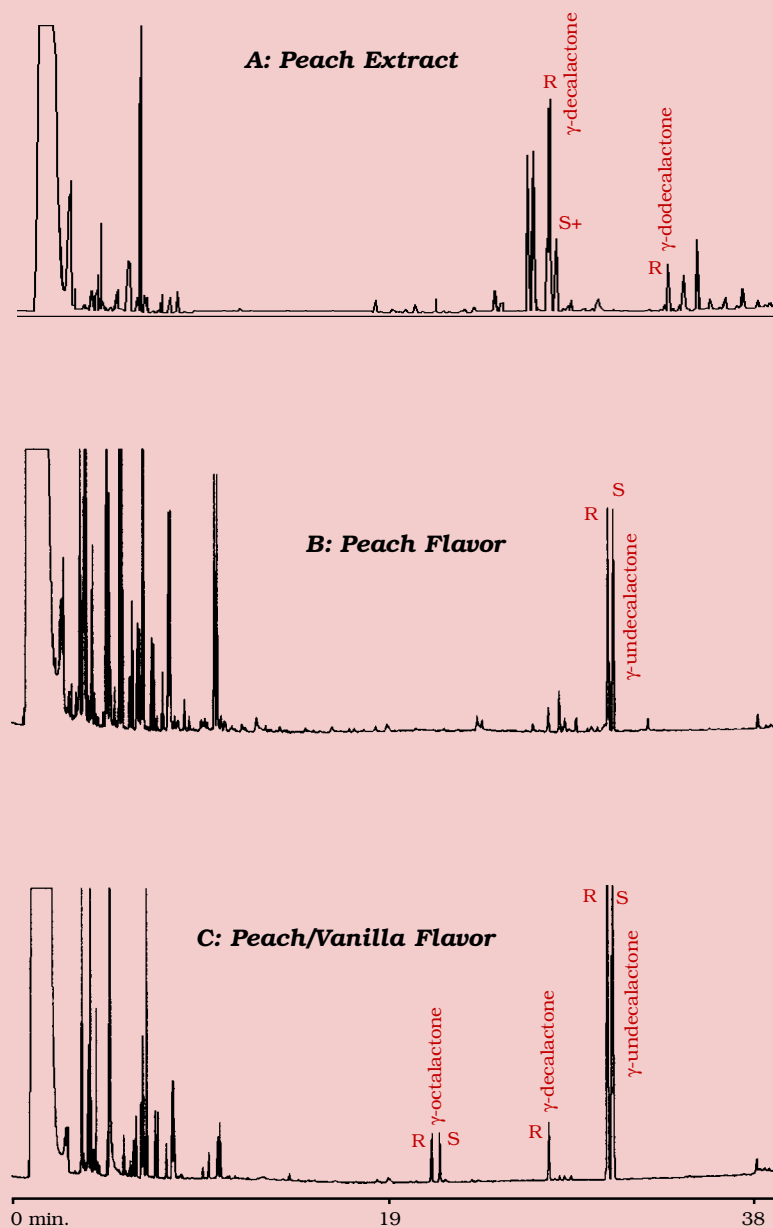 A: Peach Extract
R
γ-decalactone
S+
R
γ-dodecalactone
B: Peach Flavor
R
S
γ-undecalactone
C: Peach/Vanilla Flavor
R
γ-octalactone
S
R
γ-decalactone
R
S
γ-undecalactone
0 min.
19
38